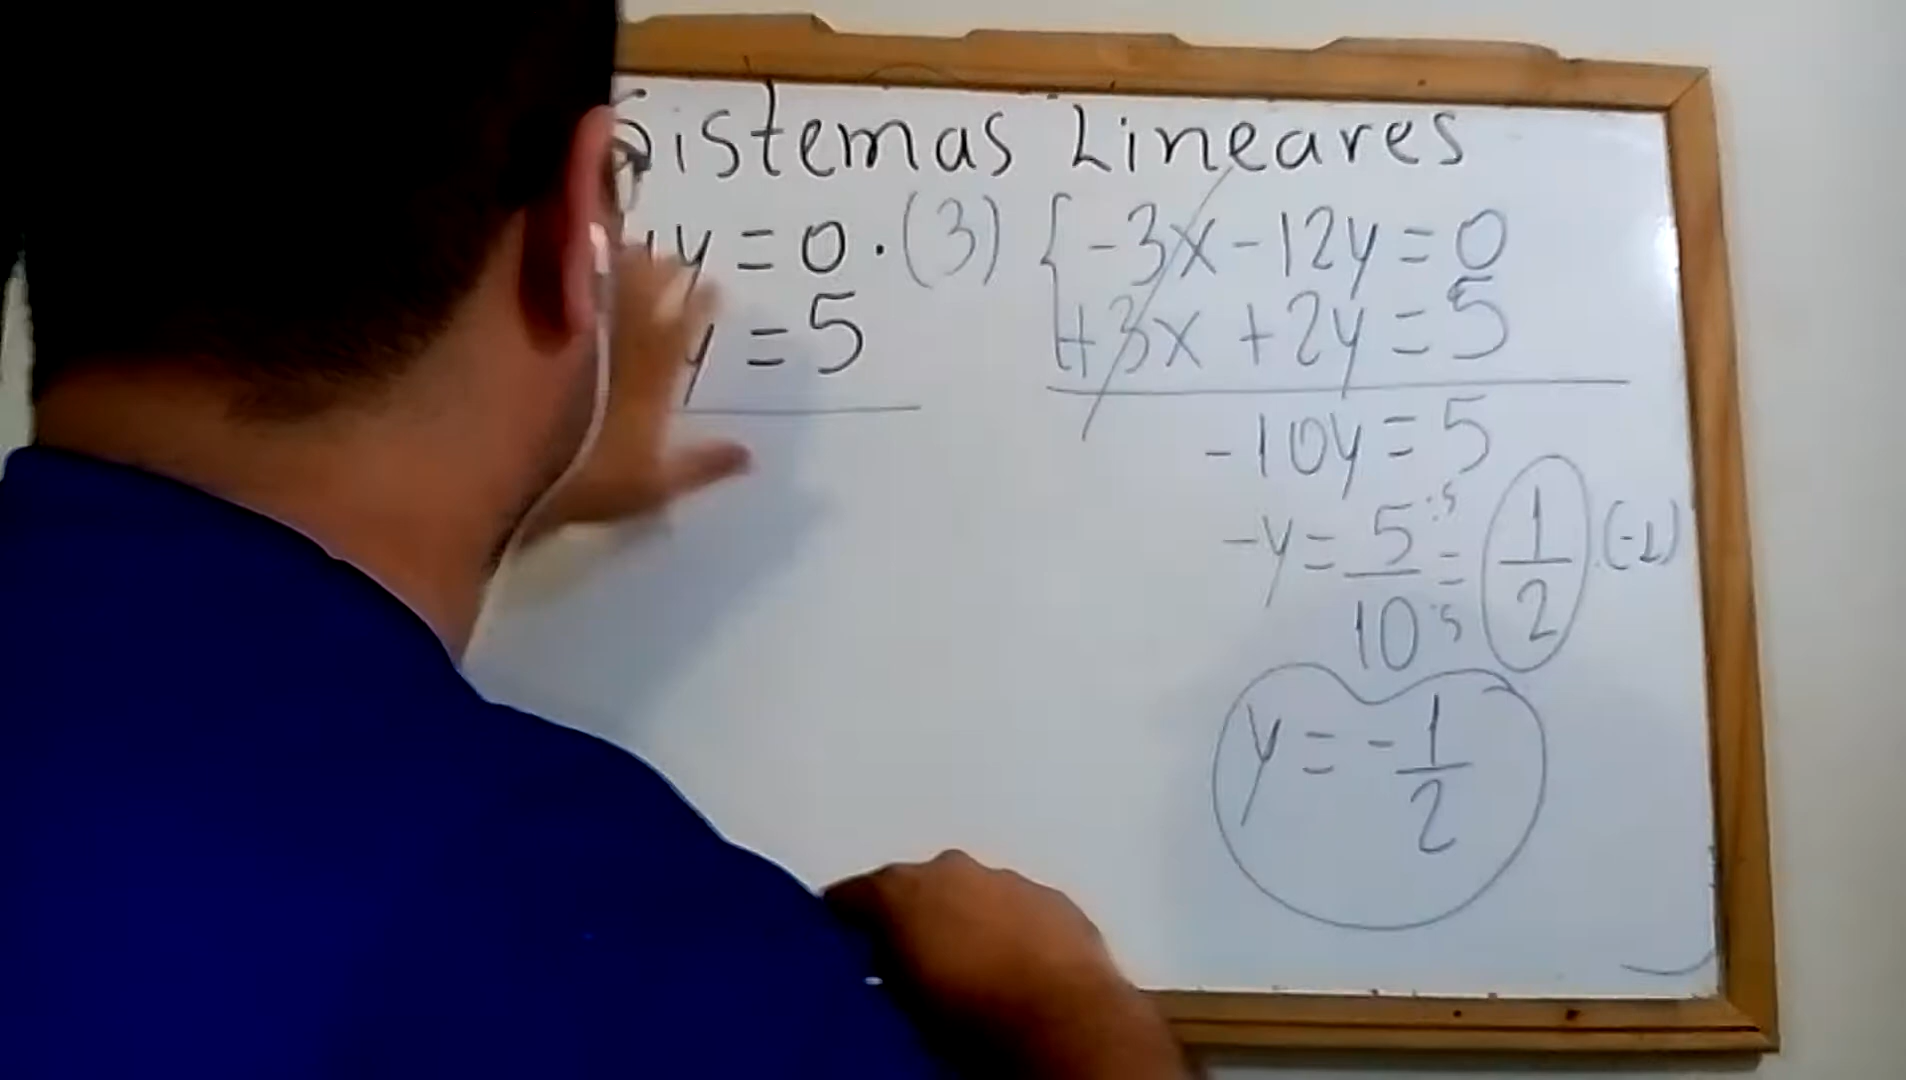 Sistemas Lineares
y = 0 · (3)
y = 5
{ -3x - 12y = 0
+3x + 2y = 5
-10y = 5
-y = 5:5/10:5 = 1/2 .(-1)
y = -1/2